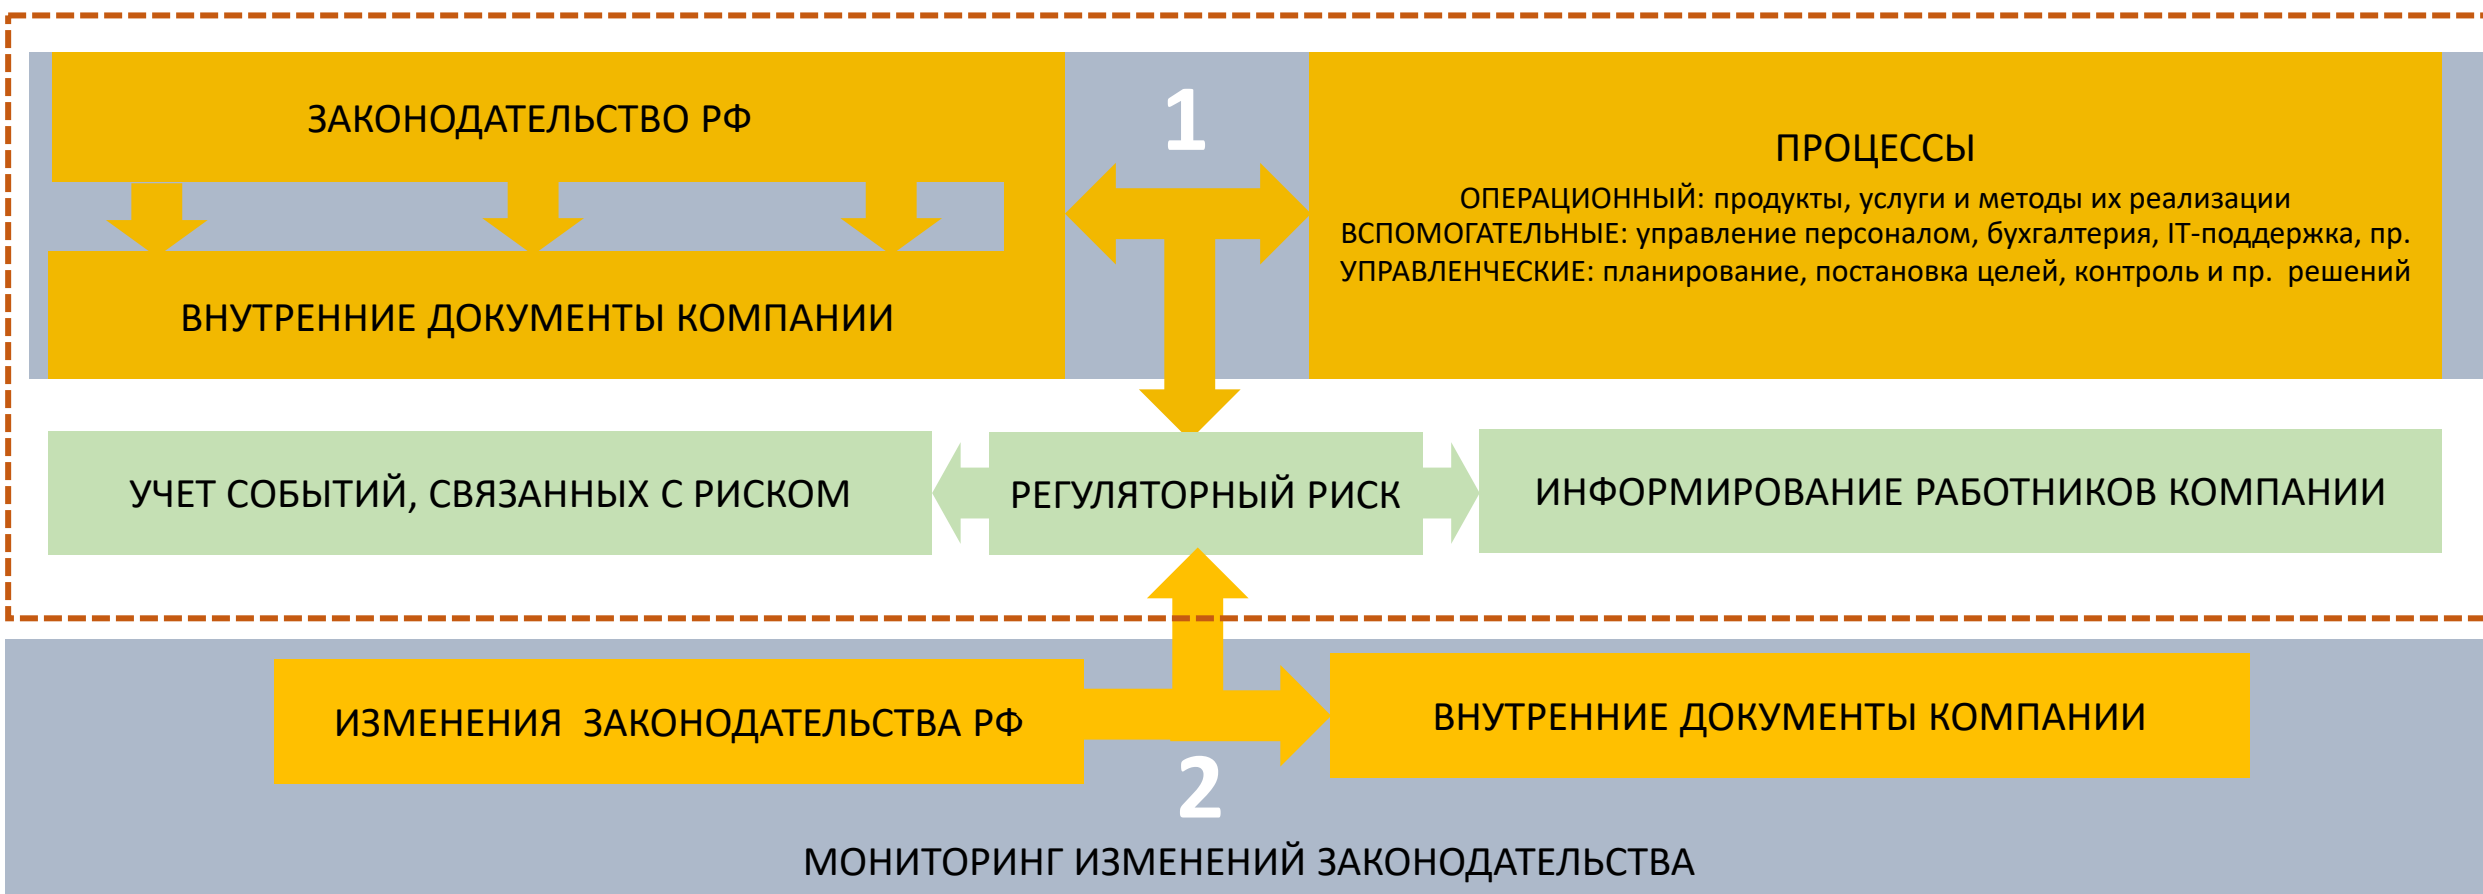 ЗАКОНОДАТЕЛЬСТВО РФ
1
ПРОЦЕССЫ
ОПЕРАЦИОННЫЙ: продукты, услуги и методы их реализации
ВСПОМОГАТЕЛЬНЫЕ: управление персоналом, бухгалтерия, IT-поддержка, пр.
УПРАВЛЕНЧЕСКИЕ: планирование, постановка целей, контроль и пр. решений
ВНУТРЕННИЕ ДОКУМЕНТЫ КОМПАНИИ
УЧЕТ СОБЫТИЙ, СВЯЗАННЫХ С РИСКОМ
РЕГУЛЯТОРНЫЙ РИСК
ИНФОРМИРОВАНИЕ РАБОТНИКОВ КОМПАНИИ
ИЗМЕНЕНИЯ ЗАКОНОДАТЕЛЬСТВА РФ
ВНУТРЕННИЕ ДОКУМЕНТЫ КОМПАНИИ
2
МОНИТОРИНГ ИЗМЕНЕНИЙ ЗАКОНОДАТЕЛЬСТВА